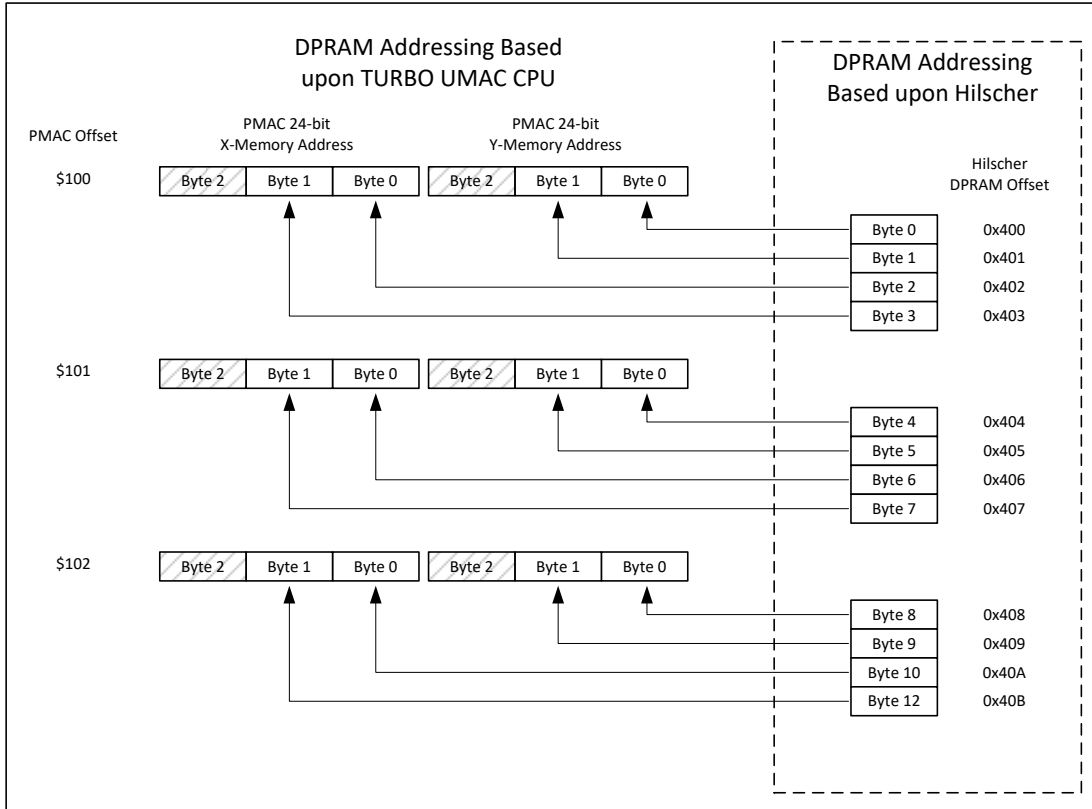 DPRAM Addressing Based
upon TURBO UMAC CPU
DPRAM Addressing
Based upon Hilscher
PMAC Offset
PMAC 24-bit
X-Memory Address
PMAC 24-bit
Y-Memory Address
Hilscher
DPRAM Offset
$100 Byte 2 Byte 1 Byte 0 Byte 2 Byte 1 Byte 0
Byte 0 0x400
Byte 1 0x401
Byte 2 0x402
Byte 3 0x403
$101 Byte 2 Byte 1 Byte 0 Byte 2 Byte 1 Byte 0
Byte 4 0x404
Byte 5 0x405
Byte 6 0x406
Byte 7 0x407
$102 Byte 2 Byte 1 Byte 0 Byte 2 Byte 1 Byte 0
Byte 8 0x408
Byte 9 0x409
Byte 10 0x40A
Byte 12 0x40B